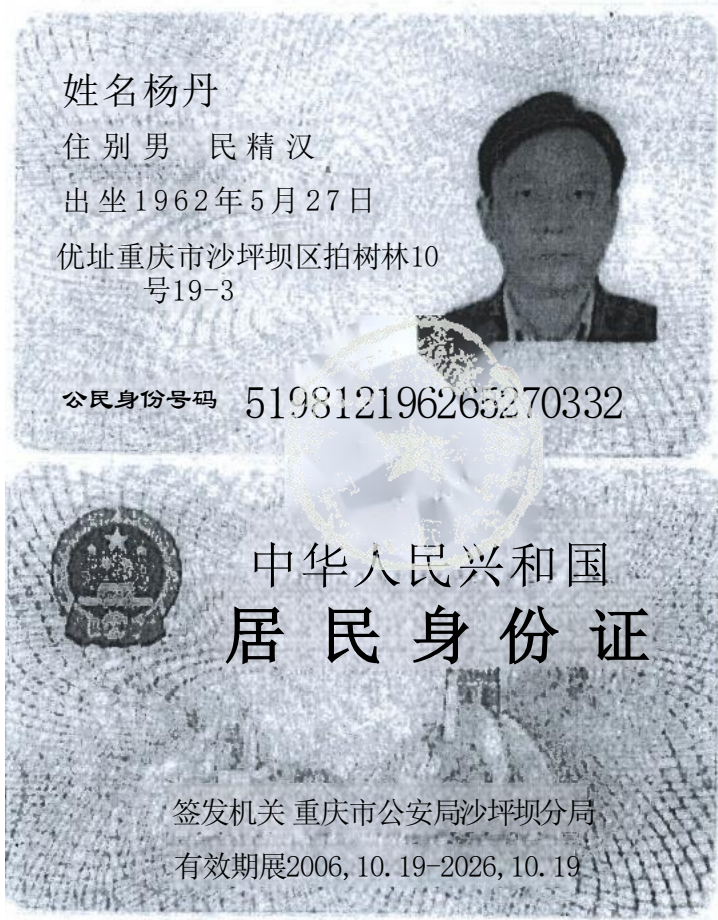 姓名杨丹
住别男 民精汉
出坐1962年5月27日
优址重庆市沙坪坝区拍树林10
号19-3
公民身份号码 519812196265270332
中华人民兴和国
居民身份证
签发机关 重庆市公安局沙坪坝分局
有效期展2006,10.19-2026,10.19